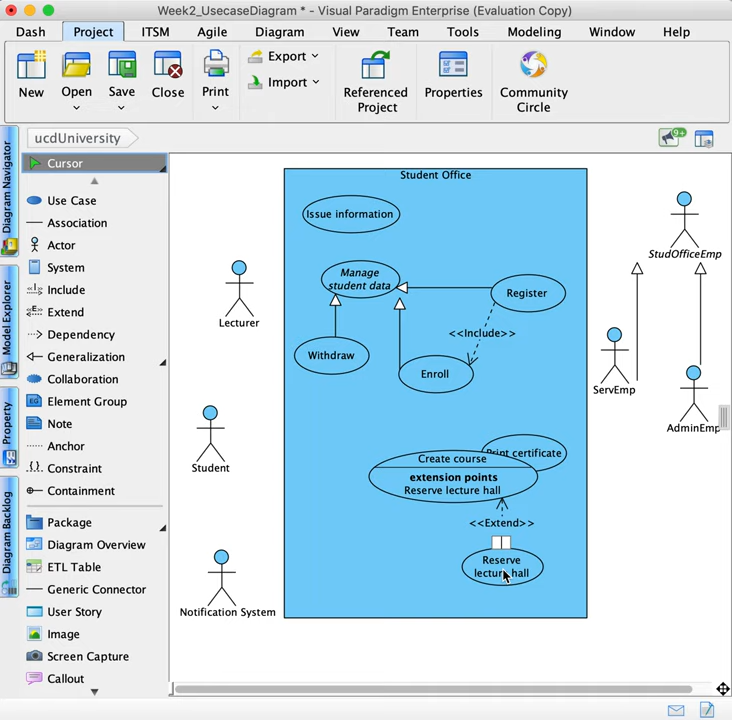 Week2_UsecaseDiagram * - Visual Paradigm Enterprise (Evaluation Copy)
Dash Project ITSM Agile Diagram View Team Tools Modeling Window Help
New Open Save Close Print Export Import Referenced Project Properties Community Circle
ucdUniversity
9+
Diagram Navigator
Model Explorer
Property
Diagram Backlog
Cursor
Use Case
Association
Actor
System
Include
Extend
Dependency
Generalization
Collaboration
Element Group
Note
Anchor
Constraint
Containment
Package
Diagram Overview
ETL Table
Generic Connector
User Story
Image
Screen Capture
Callout
Student Office
Issue information
Manage
student data
Register
<<Include>>
Withdraw
Enroll
Print certificate
Create course
extension points
Reserve lecture hall
<<Extend>>
Reserve
lecture hall
Lecturer
Student
Notification System
StudOfficeEmp
ServEmp
AdminEmp